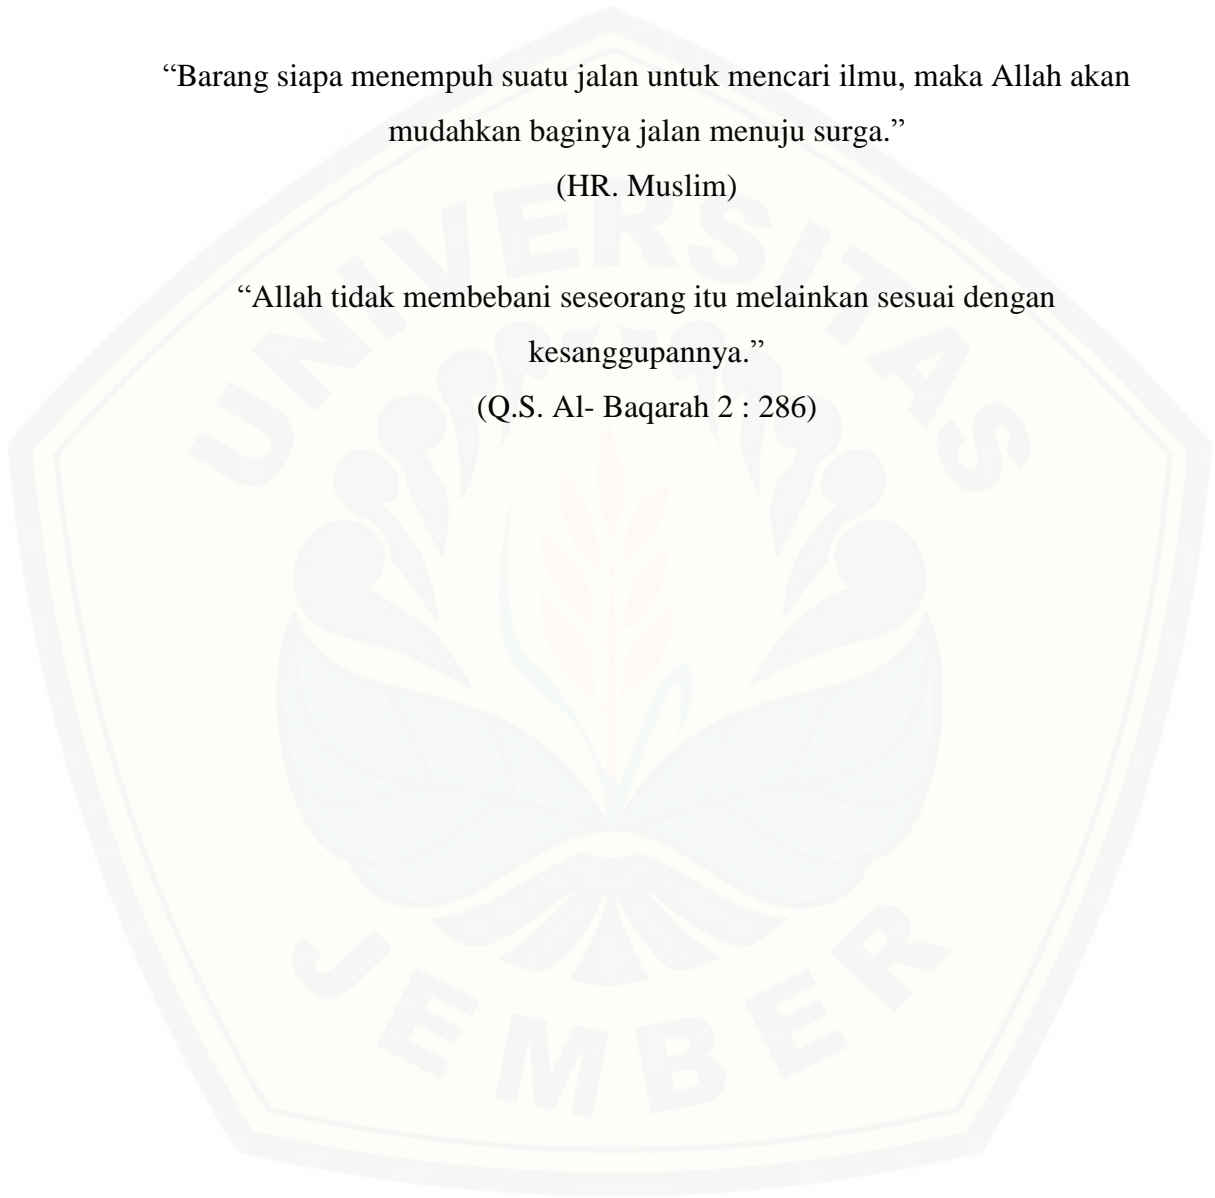 “Barang siapa menempuh suatu jalan untuk mencari ilmu, maka Allah akan
mudahkan baginya jalan menuju surga.”
(HR. Muslim)
“Allah tidak membebani seseorang itu melainkan sesuai dengan
kesanggupannya.”
(Q.S. Al- Baqarah 2 : 286)
UNIVERSITAS
JEMBER